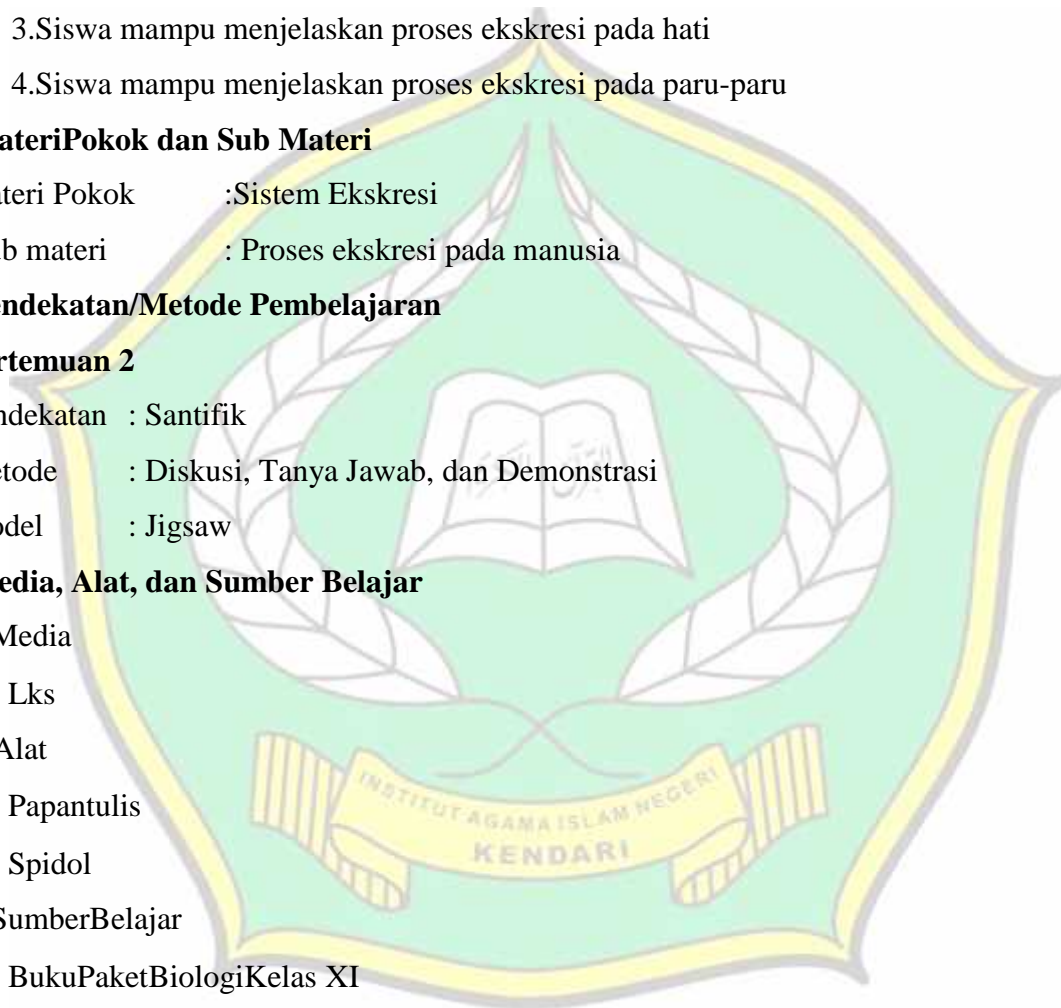 3.Siswa mampu menjelaskan proses ekskresi pada hati
4.Siswa mampu menjelaskan proses ekskresi pada paru-paru
ateriPokok dan Sub Materi
ateri Pokok :Sistem Ekskresi
ub materi : Proses ekskresi pada manusia
endekatan/Metode Pembelajaran
rtemuan 2
ndekatan : Santifik
etode : Diskusi, Tanya Jawab, dan Demonstrasi
odel : Jigsaw
edia, Alat, dan Sumber Belajar
Media
Lks
Alat
Papantulis
Spidol
SumberBelajar
BukuPaketBiologiKelas XI
INSTITUT AGAMA ISLAM NEGERI
KENDARI